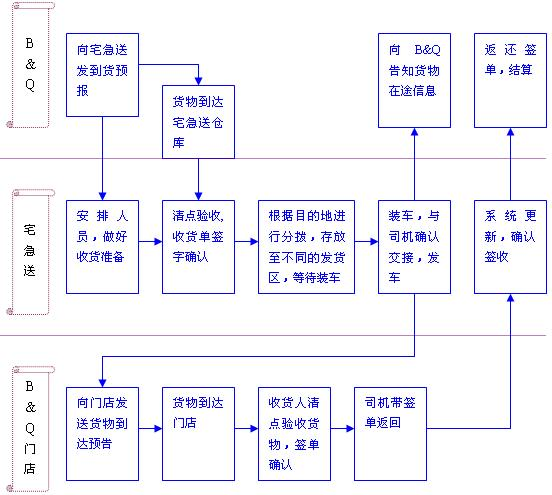 B
&
Q
向宅急送
发到货预
报
货物到达
宅急送仓
库
向 B&Q
告知货物
在途信息
返还签
单，结算
宅
急
送
安排人
员，做好
收货准备
清点验收,
收货单签
字确认
根据目的地进
行分拨，存放
至不同的发货
区，等待装车
装车，与
司机确认
交接，发
车
系统更
新，确认
签收
B
&
Q
门
店
向门店发
送货物到
达预告
货物到达
门店
收货人清
点验收货
物，签单
确认
司机带签
单返回